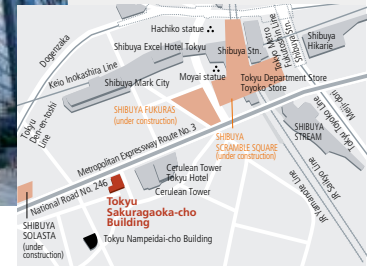 Hachiko statue
Dogenzaka
Shibuya Excel Hotel Tokyu
Shibuya Stn.
Tokyo Metro
Fukutoshin Line
Shibuya Stn.
Shibuya
Hikarie
Keio Inokashira Line
Moyai statue
Shibuya Mark City
Tokyu Department Store
Toyoko Store
Meijidori
Tokyu
Den-en-toshi
Line
SHIBUYA FUKURAS
(under construction)
SHIBUYA
SCRAMBLE SQUARE
(under construction)
SHIBUYA
STREAM
Tokyu Toyoko Line
Metropolitan Expressway Route No. 3
JR Saikyo Line
JR Yamanote Line
National Road No. 246
Cerulean Tower
Tokyu Hotel
Cerulean Tower
Tokyu
Sakuragaoka-cho
Building
SHIBUYA
SOLASTA
(under
construction)
Tokyu Nampeidai-cho Building